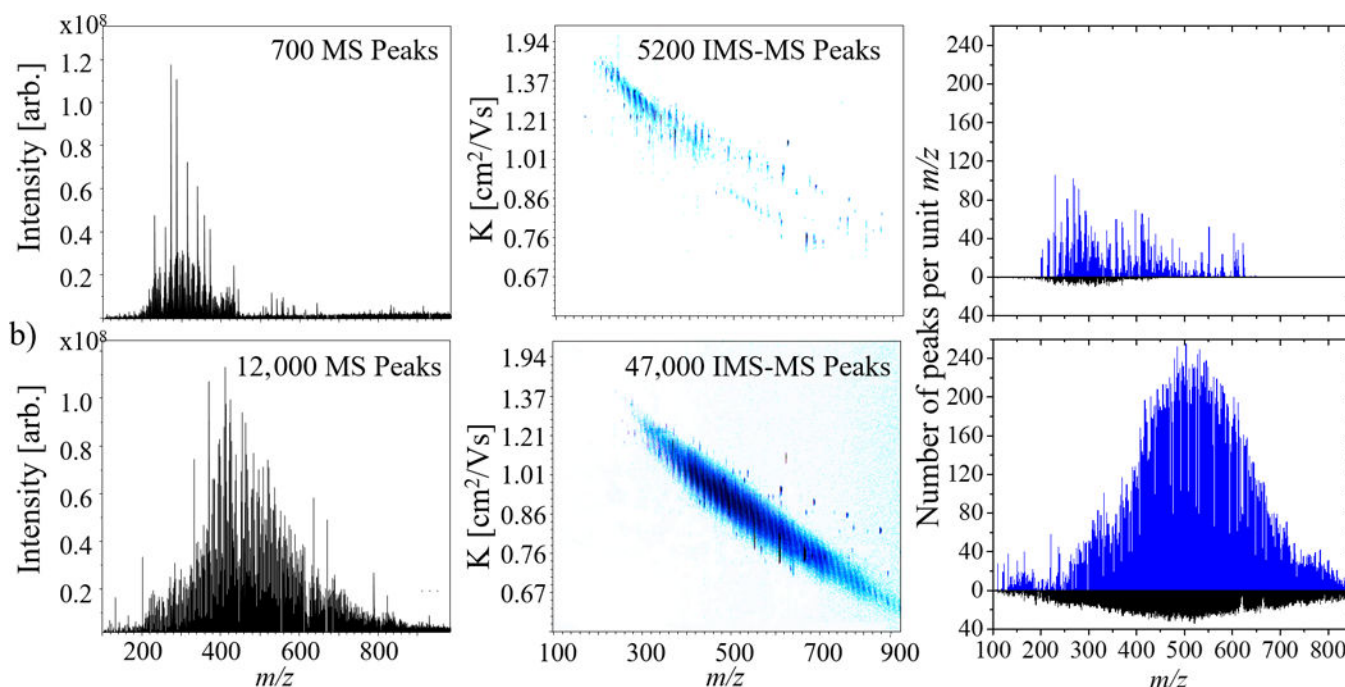 x10⁸
700 MS Peaks
Intensity [arb.]
1.2
1.0
0.8
0.6
0.4
0.2
5200 IMS-MS Peaks
K [cm²/Vs]
1.94
1.37
1.21
1.01
0.86
0.76
0.67
240
200
160
120
80
40
0
40
b)
x10⁸
12,000 MS Peaks
Intensity [arb.]
1.0
0.8
0.6
0.4
0.2
200 400 600 800
m/z
47,000 IMS-MS Peaks
K [cm²/Vs]
1.94
1.37
1.21
1.01
0.86
0.76
0.67
100 300 500 700 900
m/z
Number of peaks per unit m/z
240
200
160
120
80
40
0
40
100 200 300 400 500 600 700 800
m/z